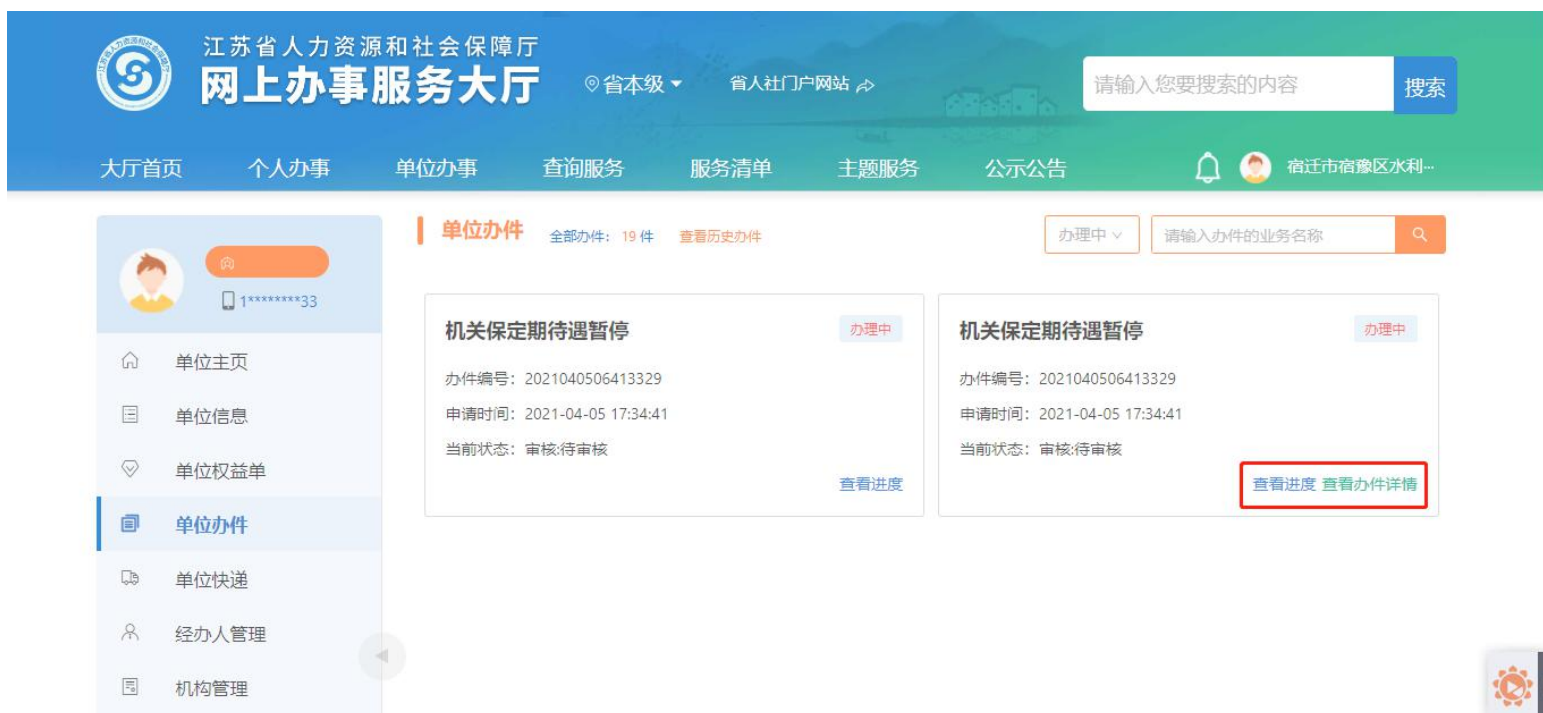 江苏省人力资源和社会保障厅
网上办事服务大厅
省本级
省人社门户网站
请输入您要搜索的内容
搜索
大厅首页 个人办事 单位办事 查询服务 服务清单 主题服务 公示公告 宿迁市宿豫区水利...
1********33
单位主页
单位信息
单位权益单
单位办件
单位快递
经办人管理
机构管理
单位办件 全部办件：19 件 查看历史办件
办理中
请输入办件的业务名称
机关保定期待遇暂停 办理中
办件编号：2021040506413329
申请时间：2021-04-05 17:34:41
当前状态：审核:待审核
查看进度
机关保定期待遇暂停 办理中
办件编号：2021040506413329
申请时间：2021-04-05 17:34:41
当前状态：审核:待审核
查看进度 查看办件详情